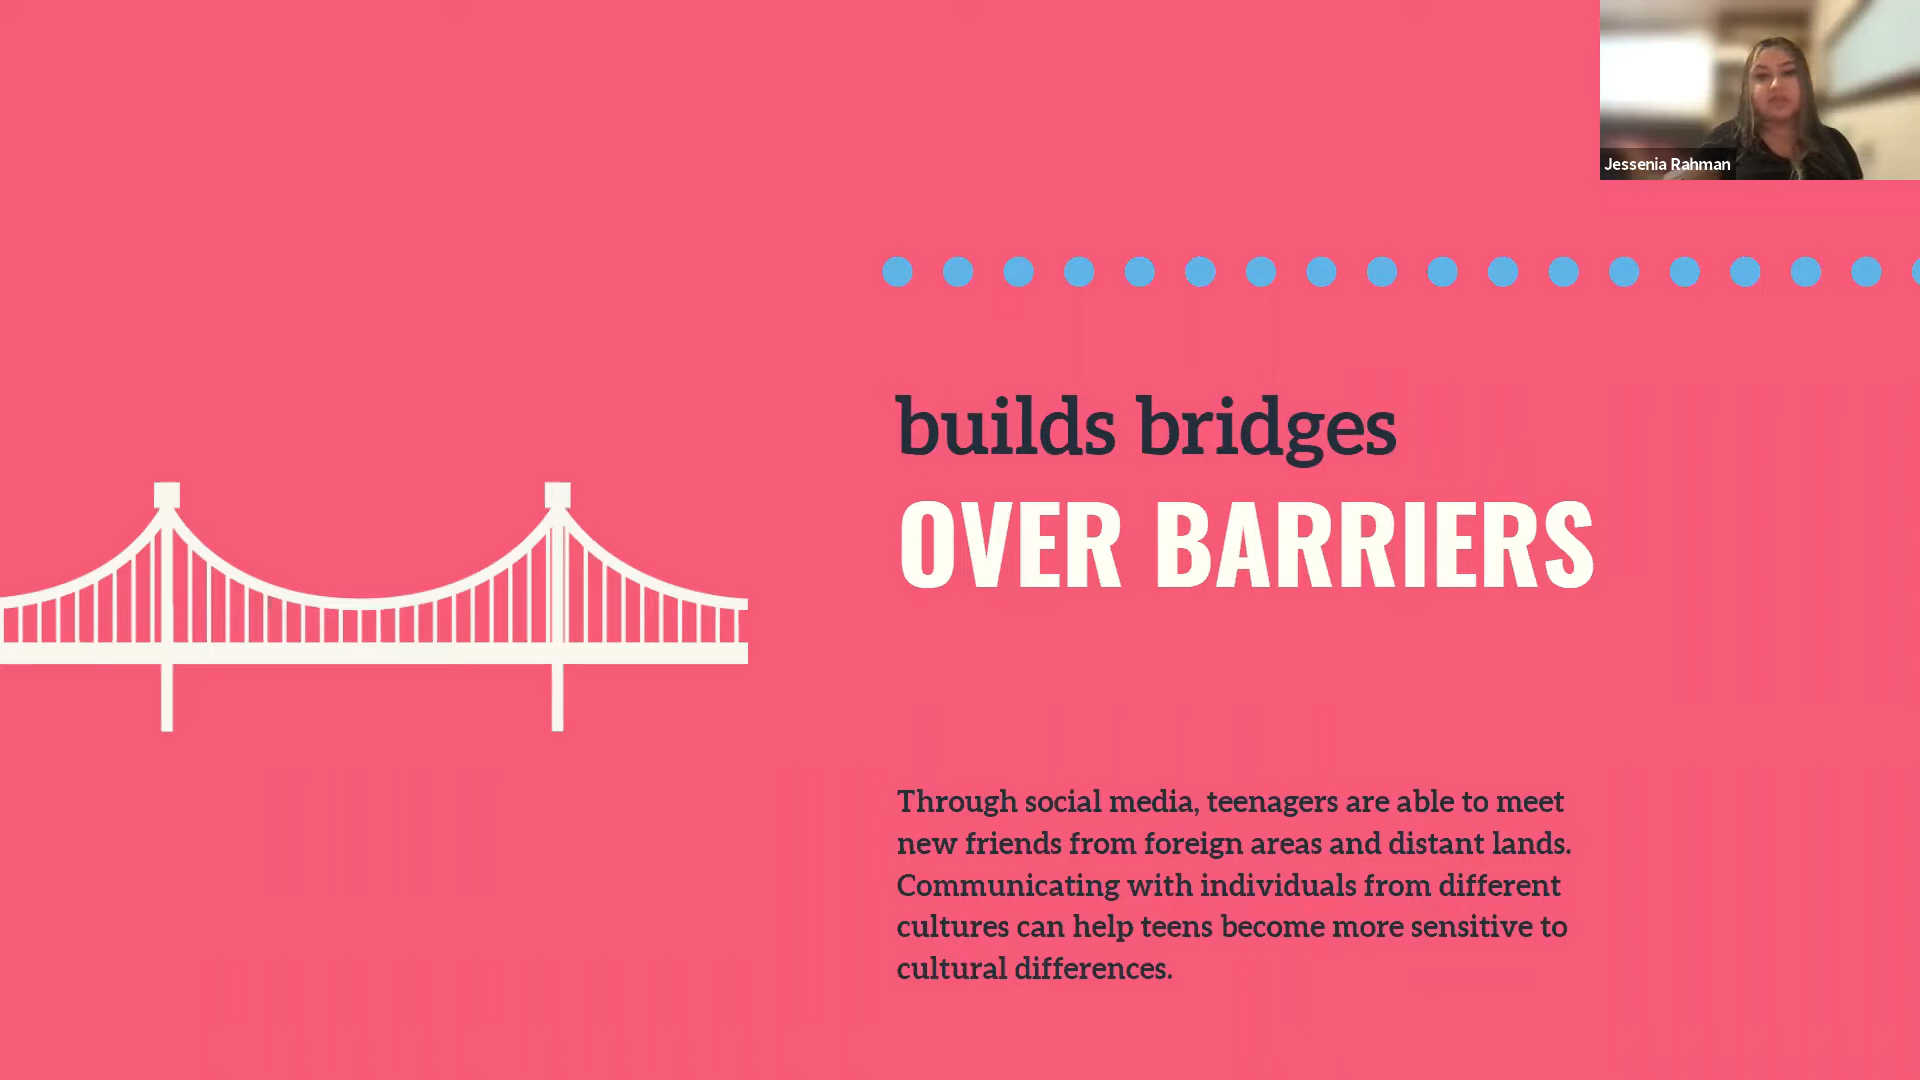 Jessenia Rahman
builds bridges
OVER BARRIERS
Through social media, teenagers are able to meet
new friends from foreign areas and distant lands.
Communicating with individuals from different
cultures can help teens become more sensitive to
cultural differences.